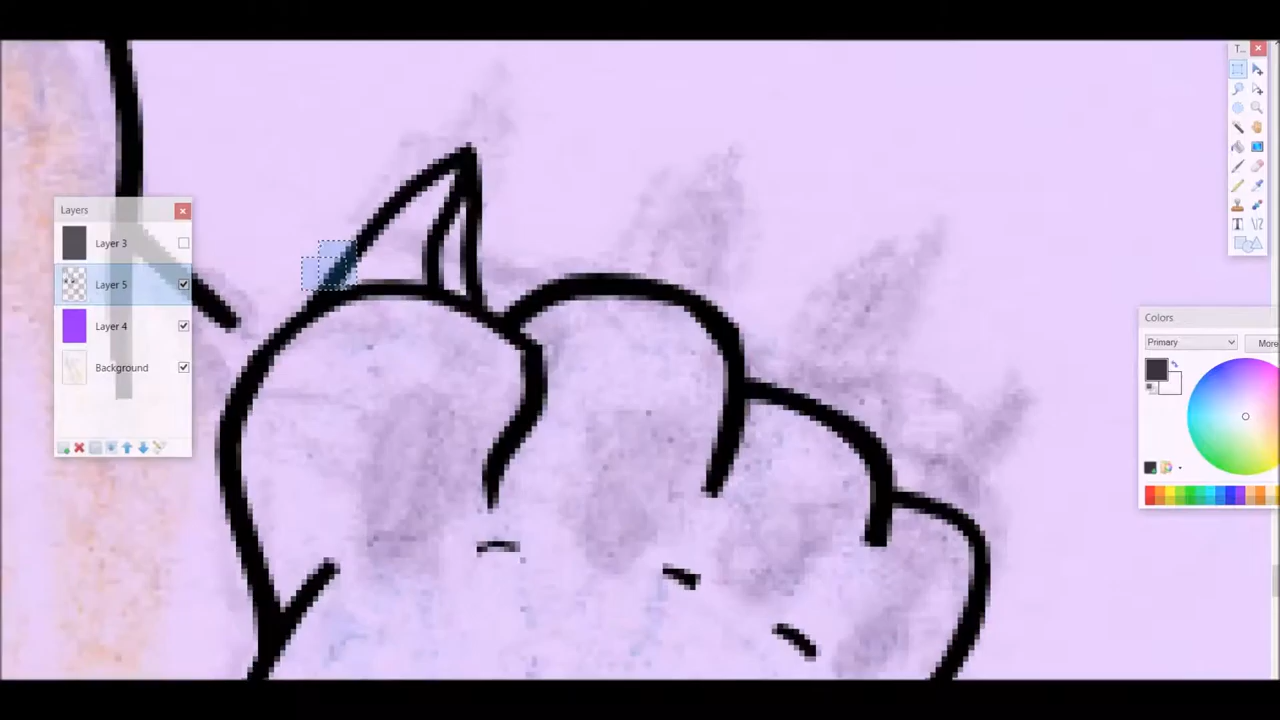 T...
Layers
Layer 3
Layer 5
Layer 4
Background
Colors
Primary
More